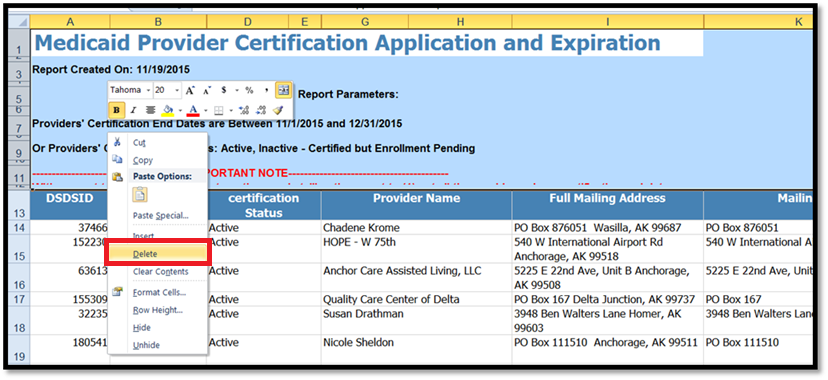 A B D E G H I K
1 Medicaid Provider Certification Application and Expiration
2
3 Report Created On: 11/19/2015
Tahoma 20 A A $ % ,
5 Report Parameters:
6
B I A
7 Providers' Certification End Dates are Between 11/1/2015 and 12/31/2015
Cut
9 Or Providers' C s: Active, Inactive - Certified but Enrollment Pending
Copy
Paste Options:
11 PORTANT NOTE
Paste Special...
Insert
Delete
Clear Contents
Format Cells...
Row Height...
Hide
Unhide
13 DSDSID certification Status Provider Name Full Mailing Address Mailin
14 37466 Active Chadene Krome PO Box 876051 Wasilla, AK 99687 PO Box 876051
15 152230 Active HOPE - W 75th 540 W International Airport Rd 540 W International A
Anchorage, AK 99518
16 63613 Active Anchor Care Assisted Living, LLC 5225 E 22nd Ave, Unit B Anchorage, 5225 E 22nd Ave, Unit
AK 99508
17 155309 Active Quality Care Center of Delta PO Box 167 Delta Junction, AK 99737 PO Box 167
18 32235 Active Susan Drathman 3948 Ben Walters Lane Homer, AK 3948 Ben Walters Lan
99603
19 180541 Active Nicole Sheldon PO Box 111510 Anchorage, AK 99511 PO Box 111510